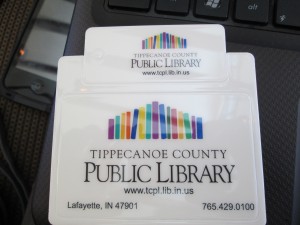 TIPPECANOE COUNTY
PUBLIC LIBRARY
www.tcpl.lib.in.us
TIPPECANOE COUNTY
PUBLIC LIBRARY
www.tcpl.lib.in.us
Lafayette, IN 47901 765.429.0100